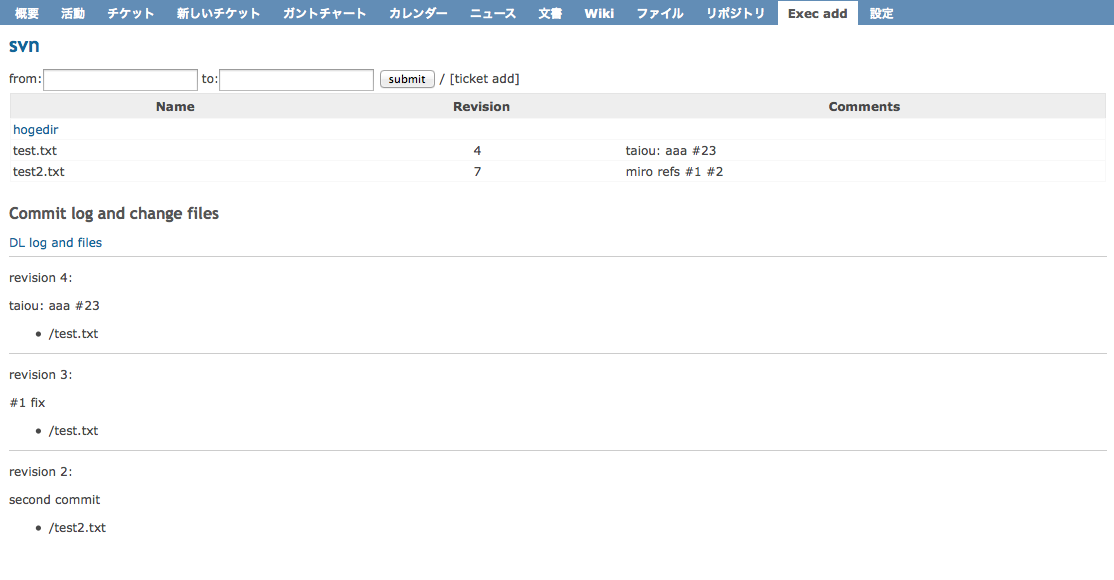 概要 活動 チケット 新しいチケット ガントチャート カレンダー ニュース 文書 Wiki ファイル リポジトリ Exec add 設定
svn
from: to: submit / [ticket add]
Name Revision Comments
hogedir
test.txt 4 taiou: aaa #23
test2.txt 7 miro refs #1 #2
Commit log and change files
DL log and files
revision 4:
taiou: aaa #23
• /test.txt
revision 3:
#1 fix
• /test.txt
revision 2:
second commit
• /test2.txt